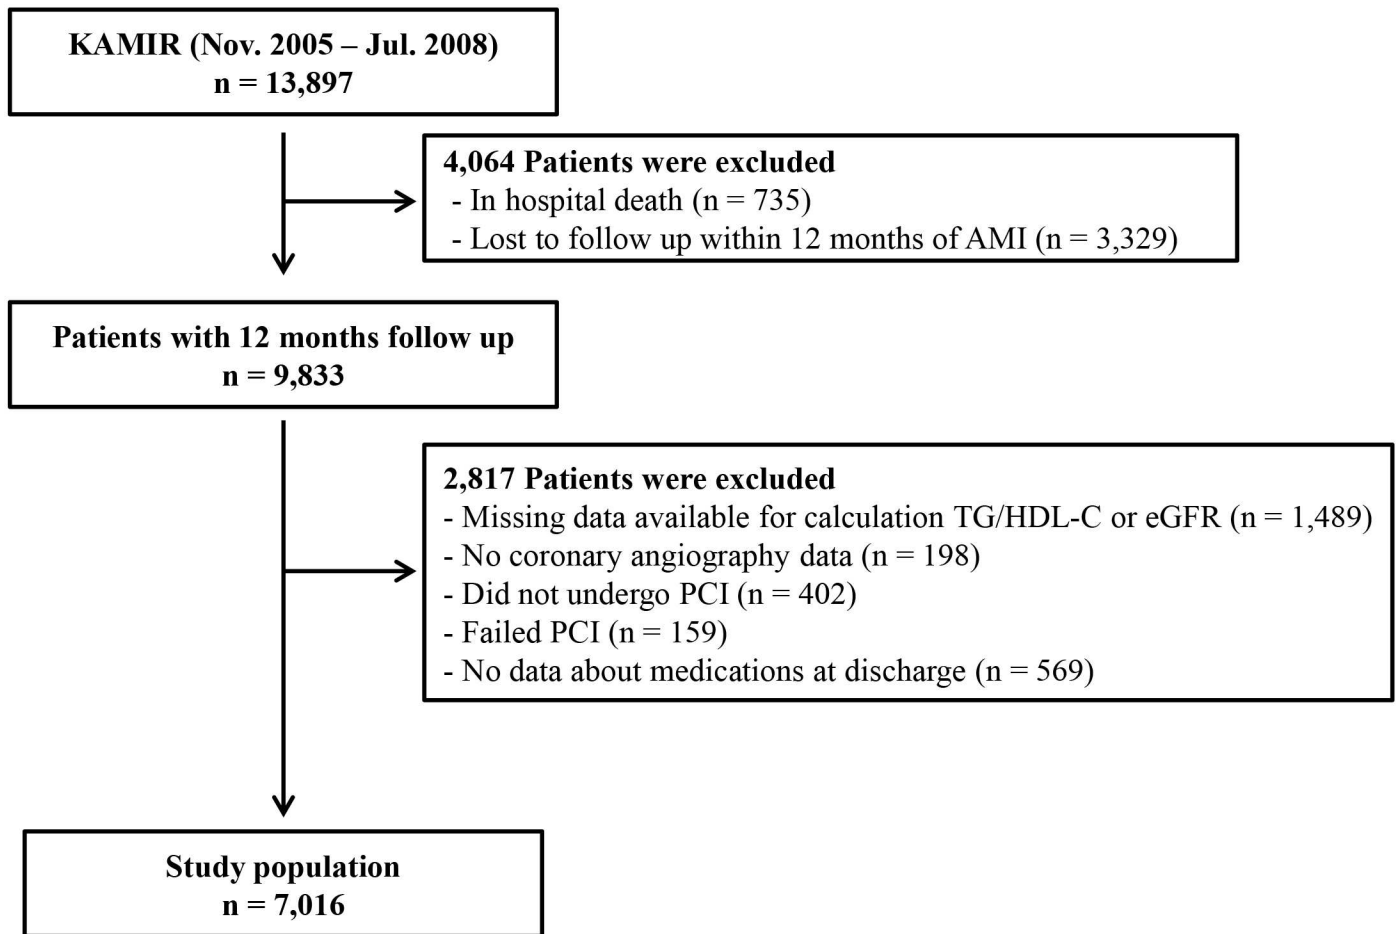 KAMIR (Nov. 2005 – Jul. 2008)
n = 13,897
4,064 Patients were excluded
- In hospital death (n = 735)
- Lost to follow up within 12 months of AMI (n = 3,329)
Patients with 12 months follow up
n = 9,833
2,817 Patients were excluded
- Missing data available for calculation TG/HDL-C or eGFR (n = 1,489)
- No coronary angiography data (n = 198)
- Did not undergo PCI (n = 402)
- Failed PCI (n = 159)
- No data about medications at discharge (n = 569)
Study population
n = 7,016